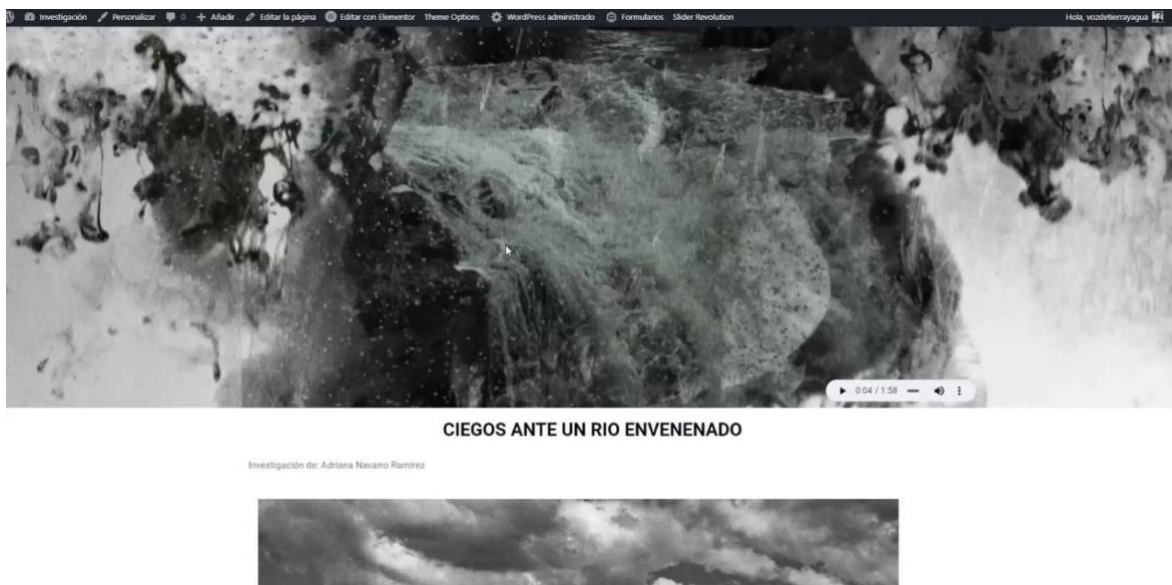 Investigación Personalizar 0 Añadir Editar la página Editar con Elementor Theme Options WordPress administrado Formularios Slider Revolution Hola, vozdetierrayagua
0:04 / 1:58
CIEGOS ANTE UN RIO ENVENENADO
Investigación de: Adriana Navarro Ramírez